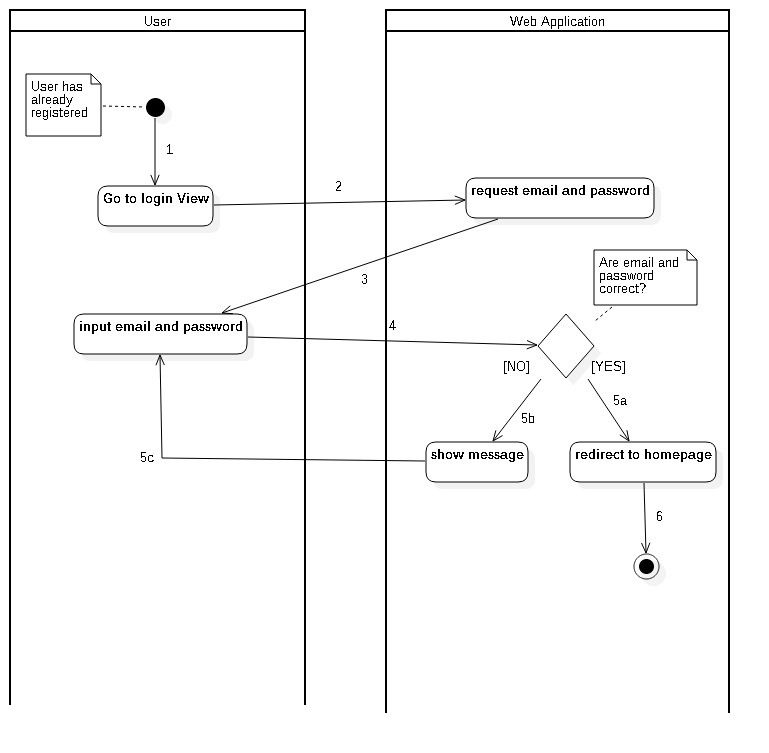 User
Web Application
User has
already
registered
1
Go to login View
2
request email and password
3
Are email and
password
correct?
input email and password
4
[NO]
[YES]
5a
5b
show message
redirect to homepage
5c
6